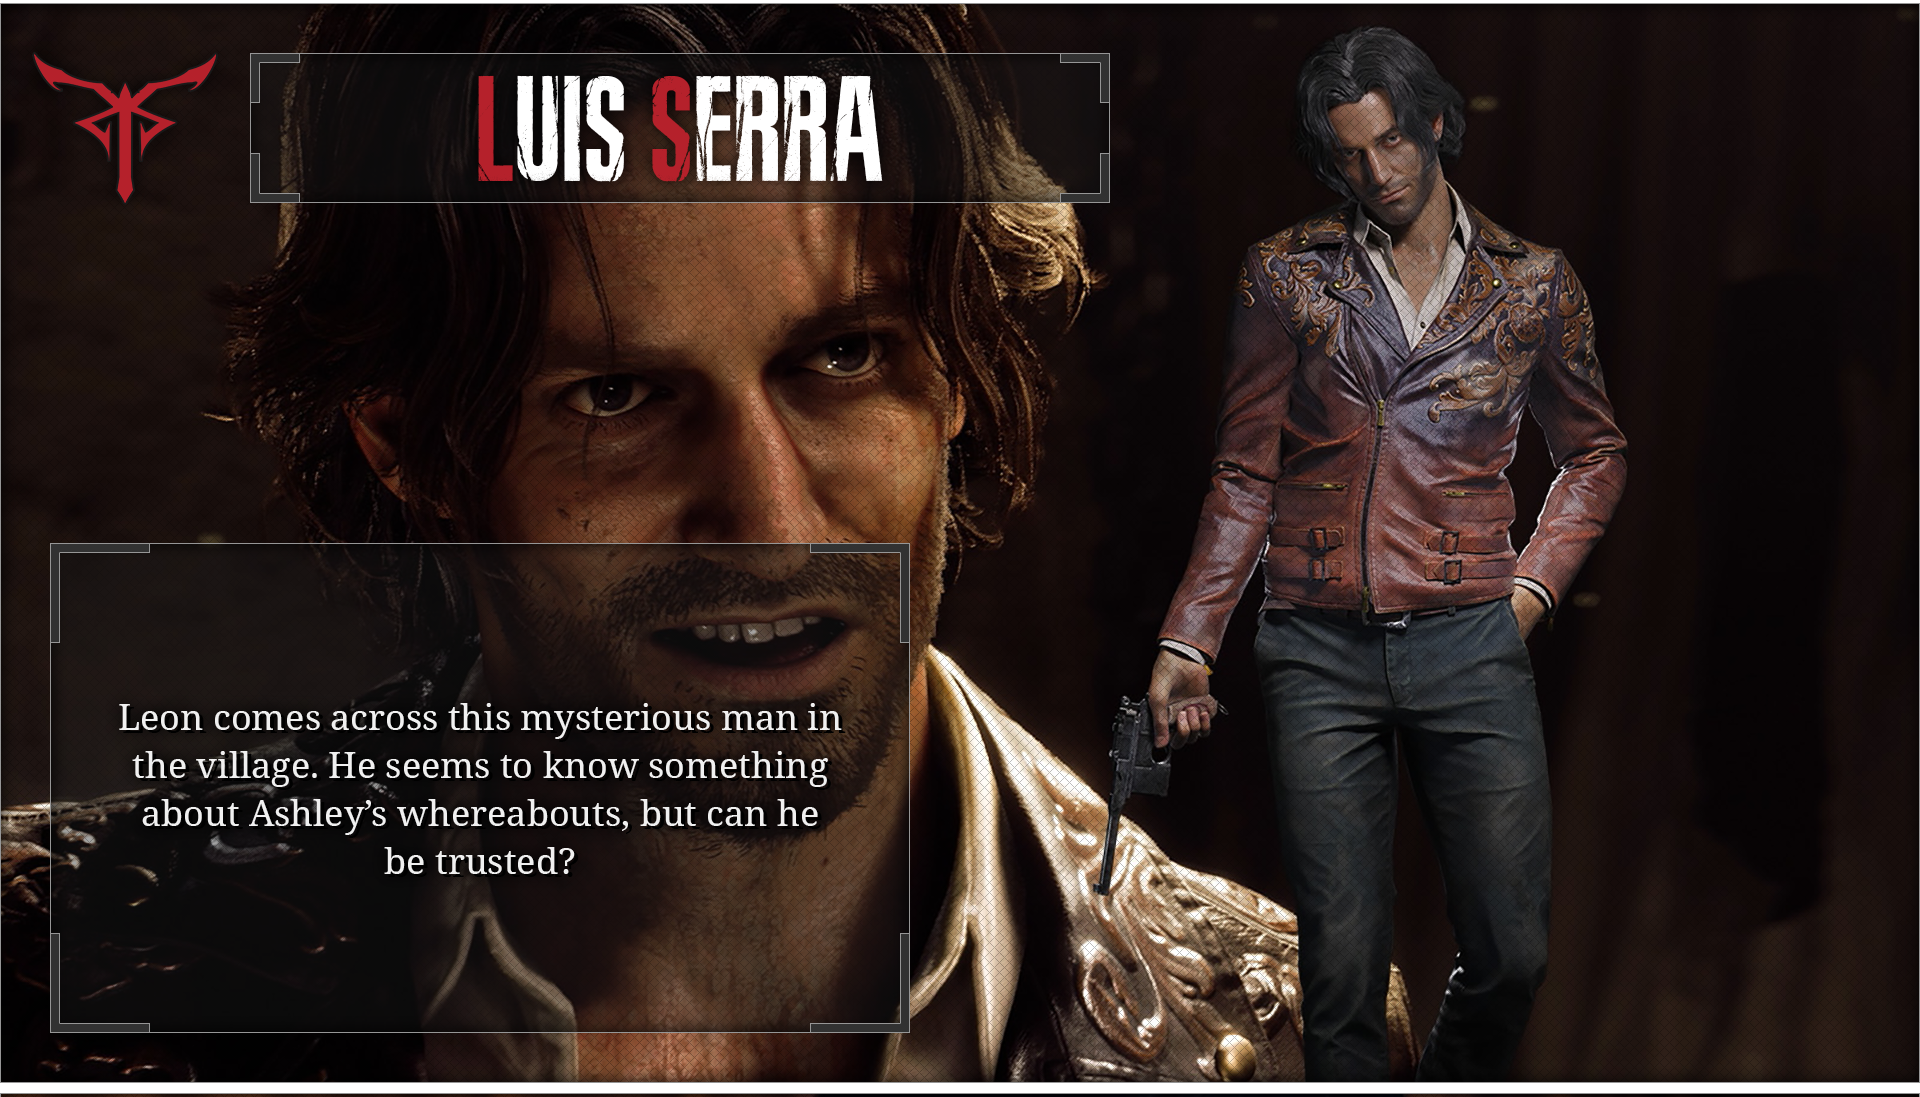 LUIS SERRA
Leon comes across this mysterious man in
the village. He seems to know something
about Ashley’s whereabouts, but can he
be trusted?